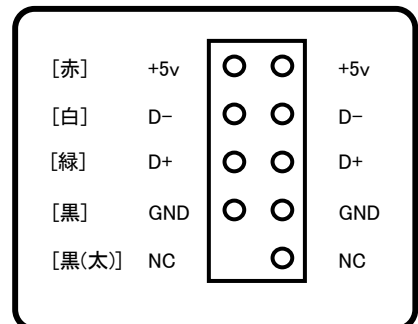 [赤] +5v +5v
[白] D- D-
[緑] D+ D+
[黒] GND GND
[黒(太)] NC NC